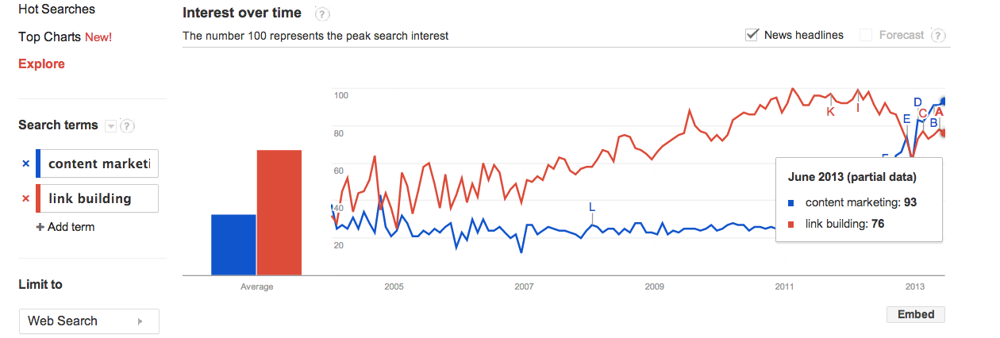 Hot Searches
Top Charts New!
Explore
Search terms ?
× content marketi
× link building
+ Add term
Limit to
Web Search
Interest over time ?
The number 100 represents the peak search interest
News headlines
Forecast ?
100
80
60
40
20
L
K
I
E
D
C
B
A
June 2013 (partial data)
content marketing: 93
link building: 76
Average 2005 2007 2009 2011 2013
Embed